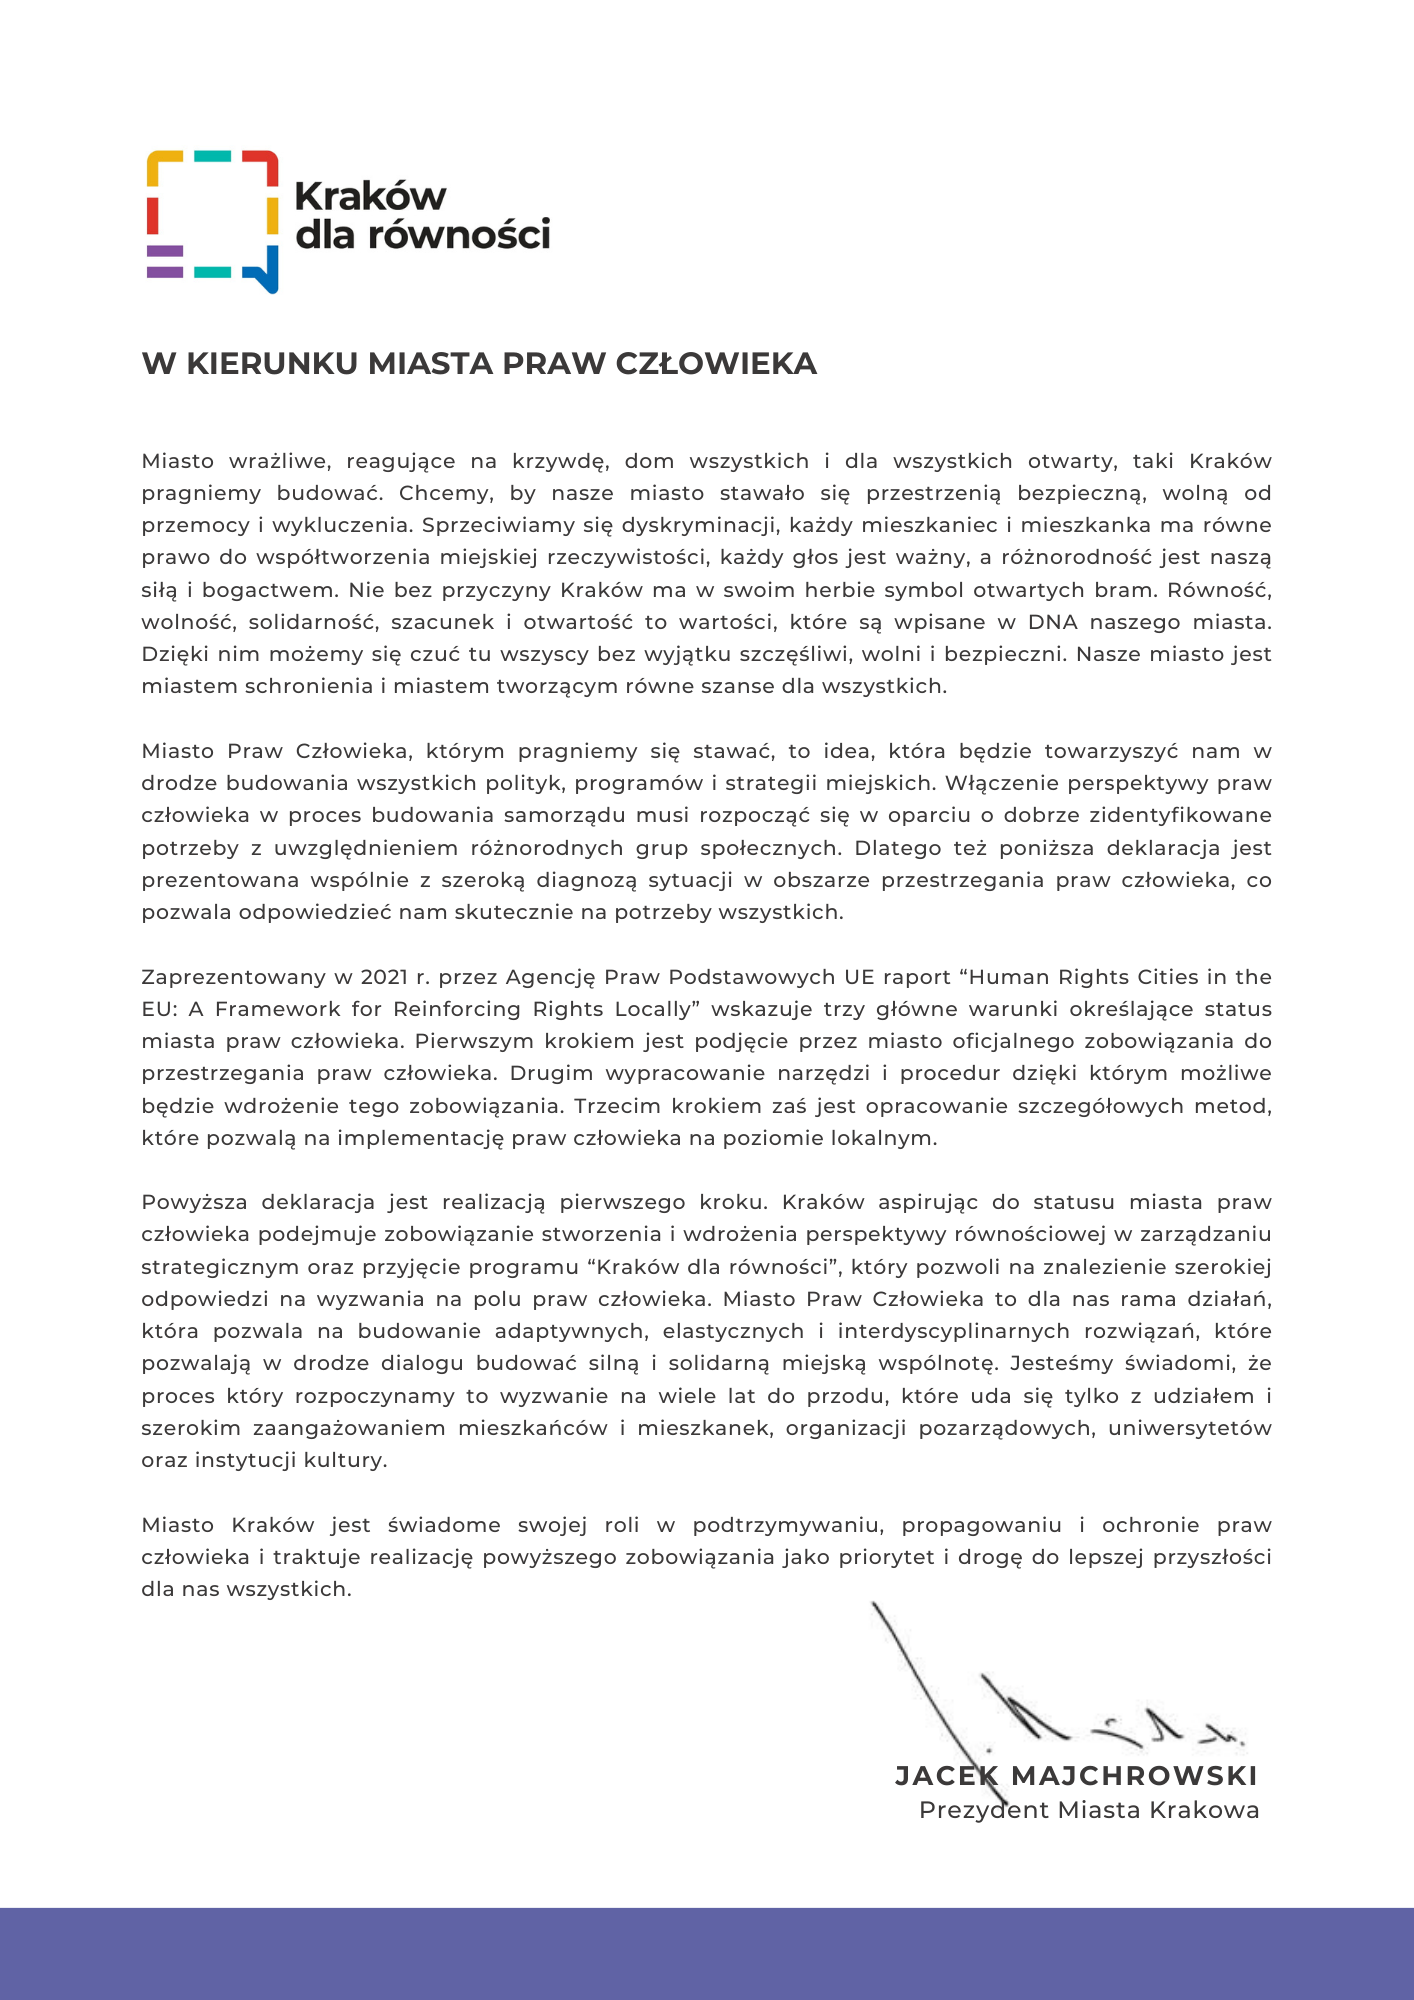 Kraków
dla równości
W KIERUNKU MIASTA PRAW CZŁOWIEKA
Miasto wrażliwe, reagujące na krzywdę, dom wszystkich i dla wszystkich otwarty, taki Kraków
pragniemy budować. Chcemy, by nasze miasto stawało się przestrzenią bezpieczną, wolną od
przemocy i wykluczenia. Sprzeciwiamy się dyskryminacji, każdy mieszkaniec i mieszkanka ma równe
prawo do współtworzenia miejskiej rzeczywistości, każdy głos jest ważny, a różnorodność jest naszą
siłą i bogactwem. Nie bez przyczyny Kraków ma w swoim herbie symbol otwartych bram. Równość,
wolność, solidarność, szacunek i otwartość to wartości, które są wpisane w DNA naszego miasta.
Dzięki nim możemy się czuć tu wszyscy bez wyjątku szczęśliwi, wolni i bezpieczni. Nasze miasto jest
miastem schronienia i miastem tworzącym równe szanse dla wszystkich.
Miasto Praw Człowieka, którym pragniemy się stawać, to idea, która będzie towarzyszyć nam w
drodze budowania wszystkich polityk, programów i strategii miejskich. Włączenie perspektywy praw
człowieka w proces budowania samorządu musi rozpocząć się w oparciu o dobrze zidentyfikowane
potrzeby z uwzględnieniem różnorodnych grup społecznych. Dlatego też poniższa deklaracja jest
prezentowana wspólnie z szeroką diagnozą sytuacji w obszarze przestrzegania praw człowieka, co
pozwala odpowiedzieć nam skutecznie na potrzeby wszystkich.
Zaprezentowany w 2021 r. przez Agencję Praw Podstawowych UE raport “Human Rights Cities in the
EU: A Framework for Reinforcing Rights Locally” wskazuje trzy główne warunki określające status
miasta praw człowieka. Pierwszym krokiem jest podjęcie przez miasto oficjalnego zobowiązania do
przestrzegania praw człowieka. Drugim wypracowanie narzędzi i procedur dzięki którym możliwe
będzie wdrożenie tego zobowiązania. Trzecim krokiem zaś jest opracowanie szczegółowych metod,
które pozwalą na implementację praw człowieka na poziomie lokalnym.
Powyższa deklaracja jest realizacją pierwszego kroku. Kraków aspirując do statusu miasta praw
człowieka podejmuje zobowiązanie stworzenia i wdrożenia perspektywy równościowej w zarządzaniu
strategicznym oraz przyjęcie programu “Kraków dla równości”, który pozwoli na znalezienie szerokiej
odpowiedzi na wyzwania na polu praw człowieka. Miasto Praw Człowieka to dla nas rama działań,
która pozwala na budowanie adaptywnych, elastycznych i interdyscyplinarnych rozwiązań, które
pozwalają w drodze dialogu budować silną i solidarną miejską wspólnotę. Jesteśmy świadomi, że
proces który rozpoczynamy to wyzwanie na wiele lat do przodu, które uda się tylko z udziałem i
szerokim zaangażowaniem mieszkańców i mieszkanek, organizacji pozarządowych, uniwersytetów
oraz instytucji kultury.
Miasto Kraków jest świadome swojej roli w podtrzymywaniu, propagowaniu i ochronie praw
człowieka i traktuje realizację powyższego zobowiązania jako priorytet i drogę do lepszej przyszłości
dla nas wszystkich.
JACEK MAJCHROWSKI
Prezydent Miasta Krakowa